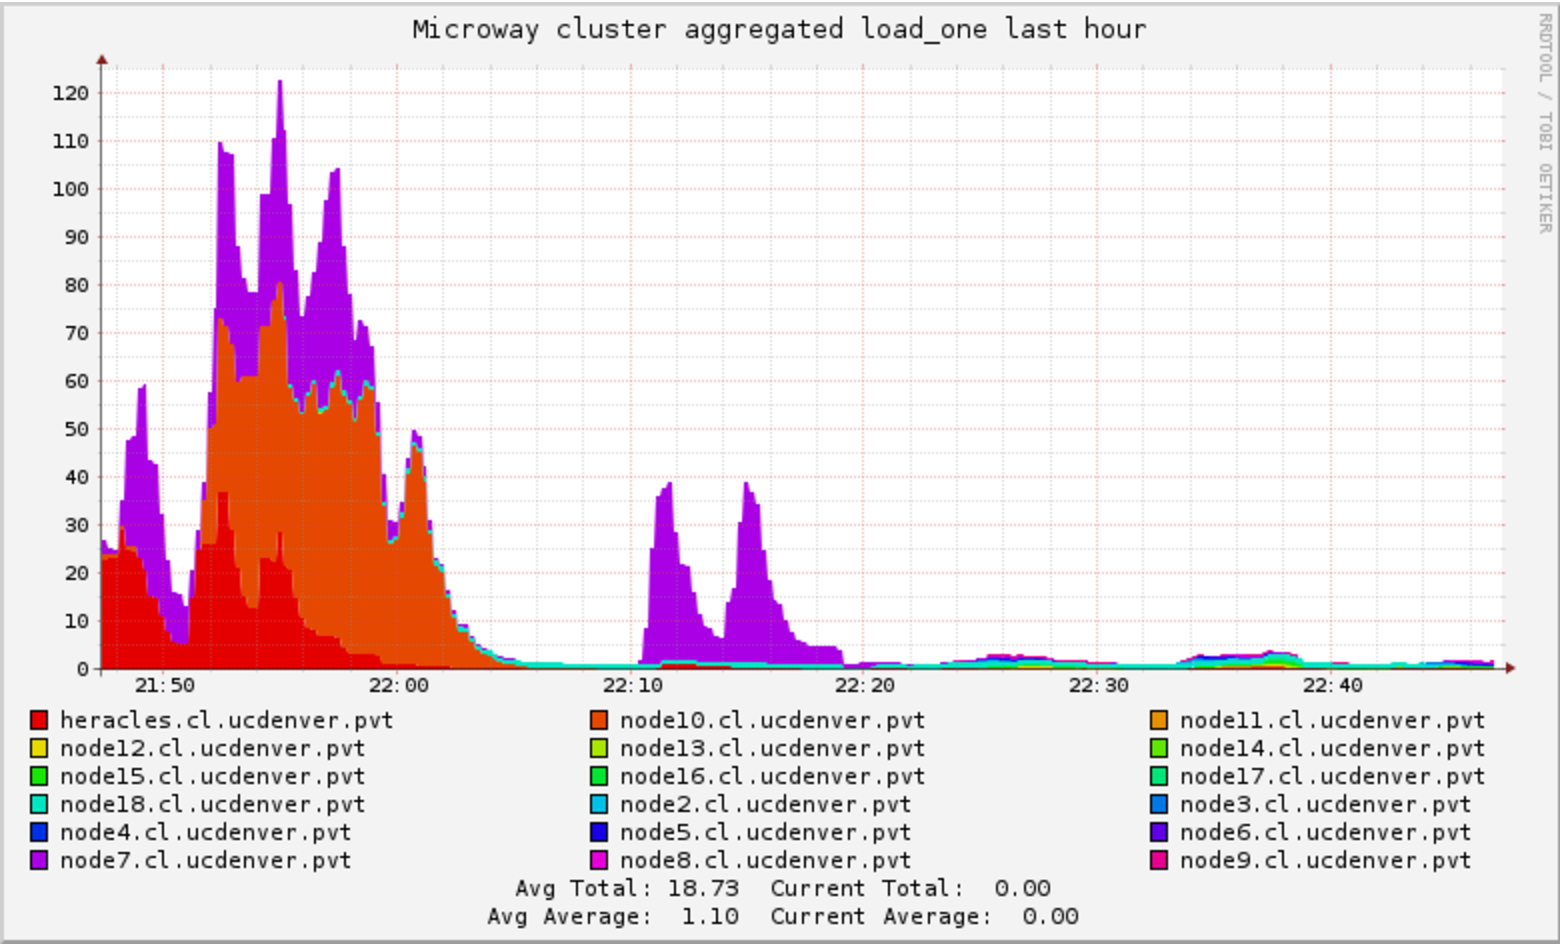 Microway cluster aggregated load_one last hour
RRDTOOL / TOBI OETIKER
120
110
100
90
80
70
60
50
40
30
20
10
0
21:50 22:00 22:10 22:20 22:30 22:40
heracles.cl.ucdenver.pvt node10.cl.ucdenver.pvt node11.cl.ucdenver.pvt
node12.cl.ucdenver.pvt node13.cl.ucdenver.pvt node14.cl.ucdenver.pvt
node15.cl.ucdenver.pvt node16.cl.ucdenver.pvt node17.cl.ucdenver.pvt
node18.cl.ucdenver.pvt node2.cl.ucdenver.pvt node3.cl.ucdenver.pvt
node4.cl.ucdenver.pvt node5.cl.ucdenver.pvt node6.cl.ucdenver.pvt
node7.cl.ucdenver.pvt node8.cl.ucdenver.pvt node9.cl.ucdenver.pvt
Avg Total: 18.73 Current Total: 0.00
Avg Average: 1.10 Current Average: 0.00